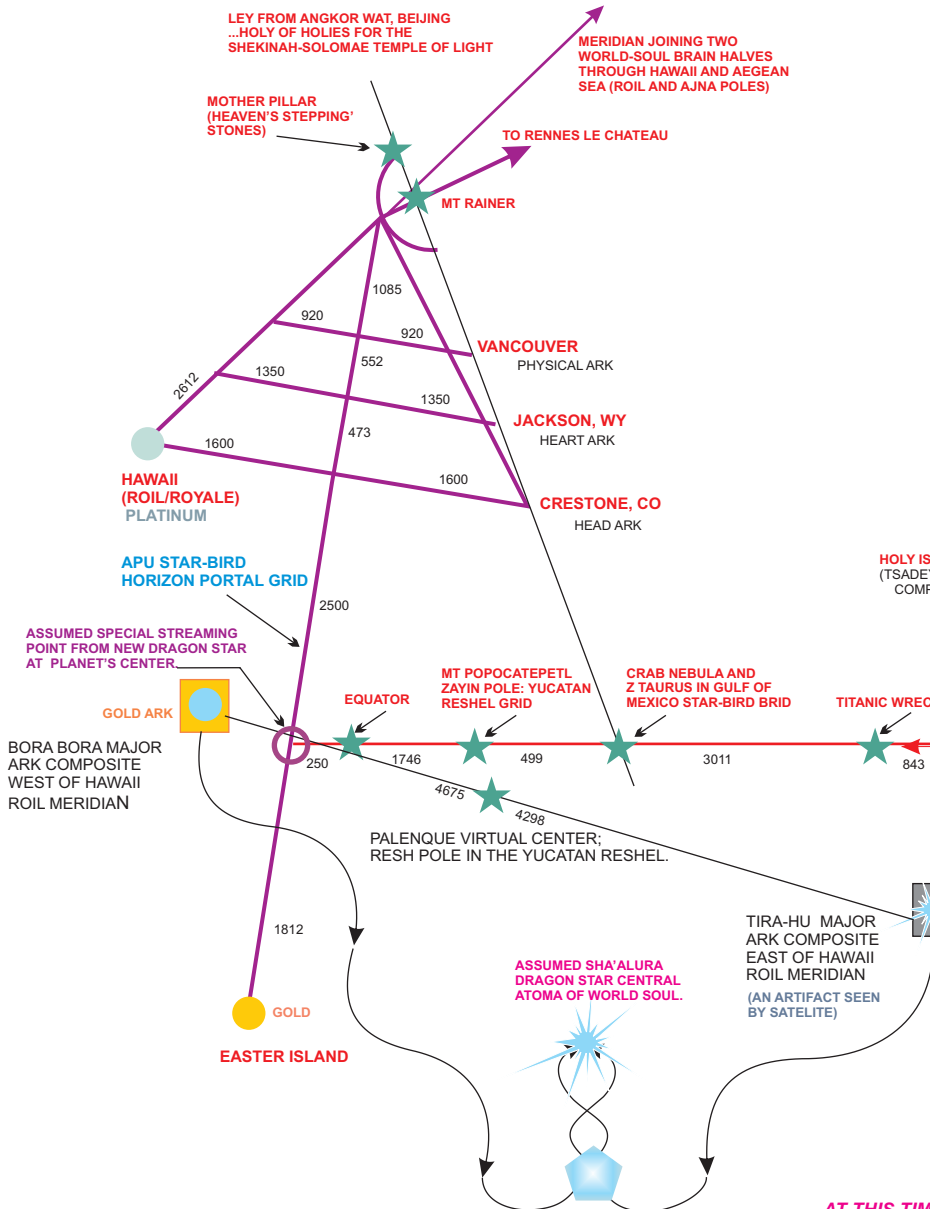 LEY FROM ANGKOR WAT, BEIJING
...HOLY OF HOLIES FOR THE
SHEKINAH-SOLOMAE TEMPLE OF LIGHT
MERIDIAN JOINING TWO
WORLD-SOUL BRAIN HALVES
THROUGH HAWAII AND AEGEAN
SEA (ROIL AND AJNA POLES)
MOTHER PILLAR
(HEAVEN'S STEPPING'
STONES)
TO RENNES LE CHATEAU
MT RAINER
1085
920
920
VANCOUVER
PHYSICAL ARK
552
2612
1350
1350
JACKSON, WY
HEART ARK
473
1600
1600
HAWAII
(ROIL/ROYALE)
PLATINUM
CRESTONE, CO
HEAD ARK
APU STAR-BIRD
HORIZON PORTAL GRID
HOLY IS
(TSADEY
COMP
2500
ASSUMED SPECIAL STREAMING
POINT FROM NEW DRAGON STAR
AT PLANET'S CENTER.
GOLD ARK
EQUATOR
MT POPOCATEPETL
ZAYIN POLE: YUCATAN
RESHEL GRID
CRAB NEBULA AND
Z TAURUS IN GULF OF
MEXICO STAR-BIRD BRID
TITANIC WREC
BORA BORA MAJOR
ARK COMPOSITE
WEST OF HAWAII
ROIL MERIDIAN
250
1746
499
3011
843
4675
4298
PALENQUE VIRTUAL CENTER;
RESH POLE IN THE YUCATAN RESHEL.
1812
TIRA-HU MAJOR
ARK COMPOSITE
EAST OF HAWAII
ROIL MERIDIAN
(AN ARTIFACT SEEN
BY SATELITE)
ASSUMED SHA'ALURA
DRAGON STAR CENTRAL
ATOMA OF WORLD SOUL.
GOLD
EASTER ISLAND
AT THIS TIM